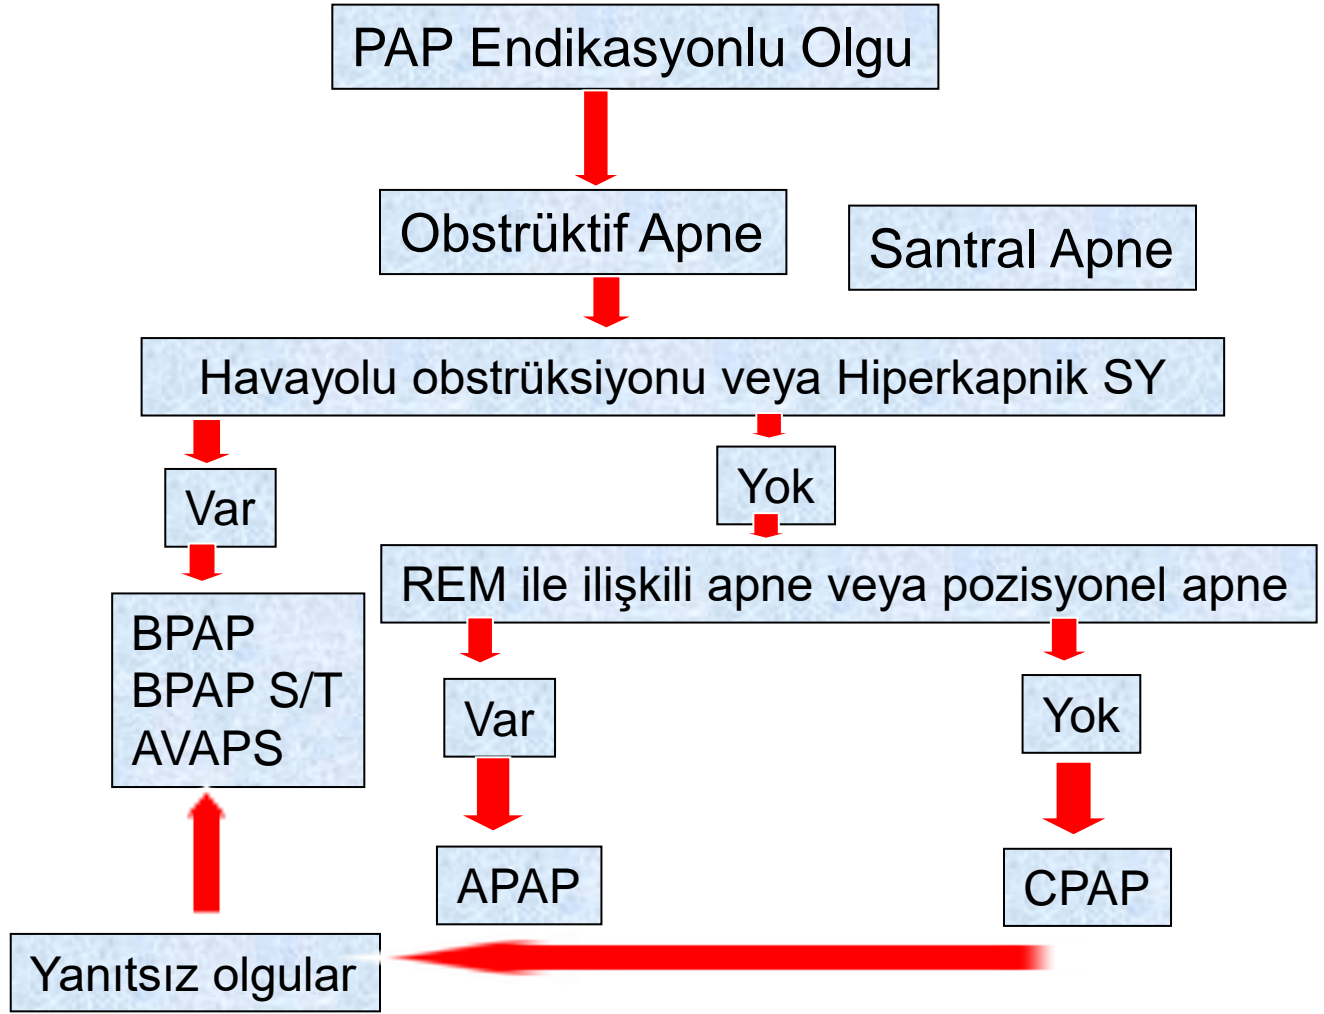 PAP Endikasyonlu Olgu
Obstrüktif Apne
Santral Apne
Havayolu obstrüksiyonu veya Hiperkapnik SY
Var
Yok
REM ile ilişkili apne veya pozisyonel apne
BPAP
BPAP S/T
AVAPS
Var
Yok
APAP
CPAP
Yanıtsız olgular